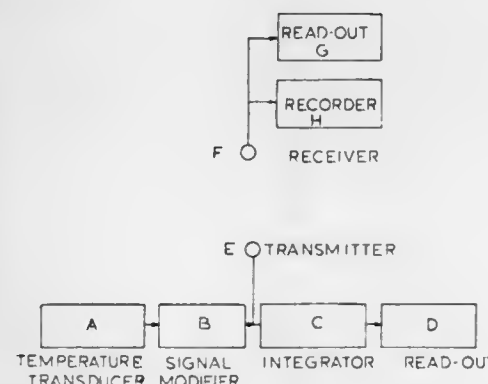 READ-OUT
G
RECORDER
H
F RECEIVER
E TRANSMITTER
A B C D
TEMPERATURE SIGNAL INTEGRATOR READ-OUT
TRANSDUCER MODIFIER